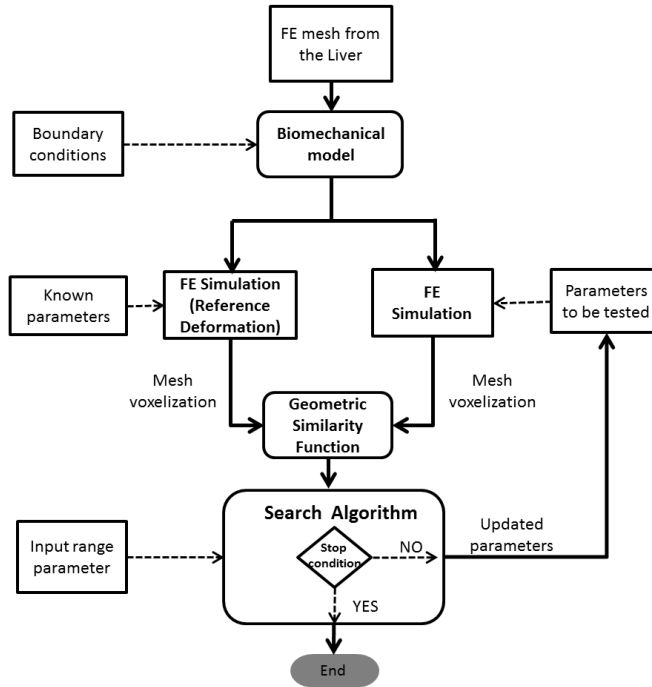 FE mesh from
the Liver
Boundary
conditions
Biomechanical
model
Known
parameters
FE Simulation
(Reference
Deformation)
FE
Simulation
Parameters
to be tested
Mesh
voxelization
Mesh
voxelization
Geometric
Similarity
Function
Search Algorithm
Input range
parameter
Stop
condition
NO
YES
Updated
parameters
End